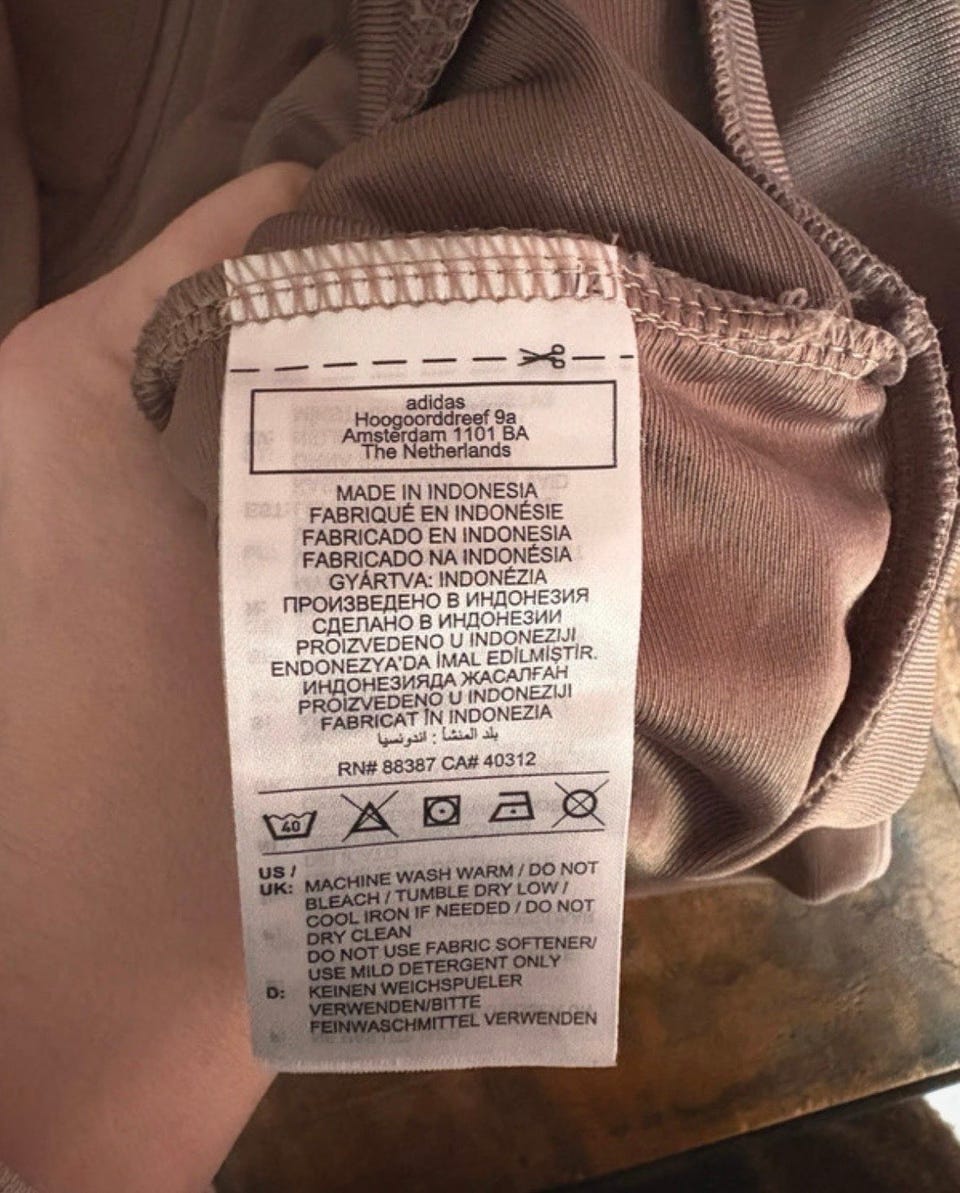 adidas
Hoogoorddreef 9a
Amsterdam 1101 BA
The Netherlands
MADE IN INDONESIA
FABRIQUÉ EN INDONÉSIE
FABRICADO EN INDONESIA
FABRICADO NA INDONÉSIA
GYÁRTVA: INDONÉZIA
ПРОИЗВЕДЕНО В ИНДОНЕЗИЯ
СДЕЛАНО В ИНДОНЕЗИИ
PROIZVEDENO U INDONEZIJI
ENDONEZYA'DA İMAL EDİLMİŞTİR.
ИНДОНЕЗИЯДА ЖАСАЛҒАН
PROIZVEDENO U INDONEZIJI
FABRICAT ÎN INDONEZIA
بلد المنشأ : اندونسيا
RN# 88387 CA# 40312
40
US / UK: MACHINE WASH WARM / DO NOT
BLEACH / TUMBLE DRY LOW /
COOL IRON IF NEEDED / DO NOT
DRY CLEAN
DO NOT USE FABRIC SOFTENER/
USE MILD DETERGENT ONLY
D: KEINEN WEICHSPUELER
VERWENDEN/BITTE
FEINWASCHMITTEL VERWENDEN